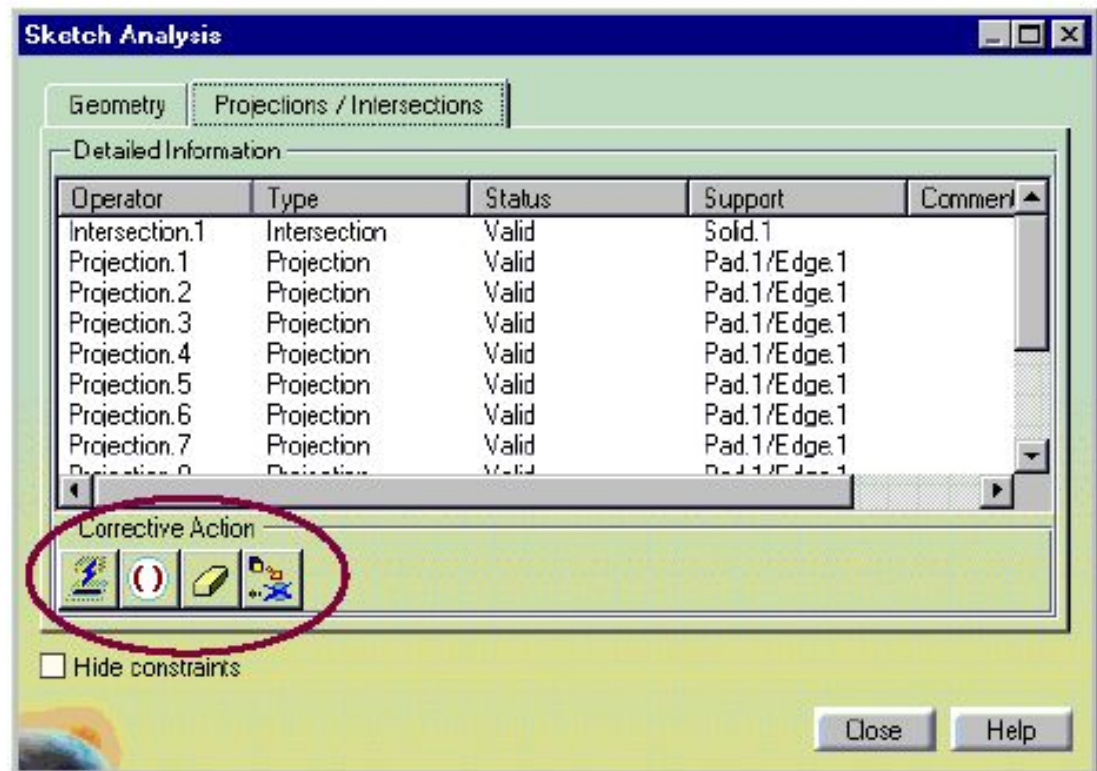 Sketch Analysis
Geometry Projections / Intersections
Detailed Information
Operator Type Status Support Comment
Intersection.1 Intersection Valid Solid.1
Projection.1 Projection Valid Pad.1/Edge.1
Projection.2 Projection Valid Pad.1/Edge.1
Projection.3 Projection Valid Pad.1/Edge.1
Projection.4 Projection Valid Pad.1/Edge.1
Projection.5 Projection Valid Pad.1/Edge.1
Projection.6 Projection Valid Pad.1/Edge.1
Projection.7 Projection Valid Pad.1/Edge.1
Corrective Action
Hide constraints
Close Help